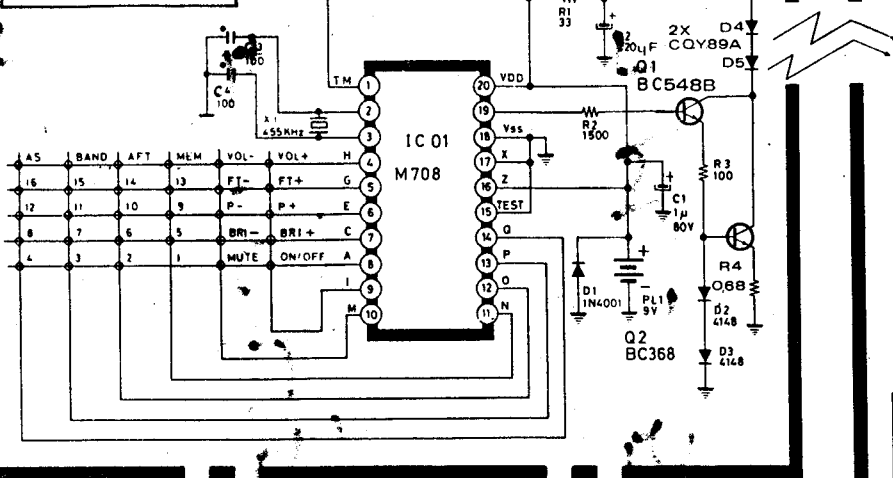 R1
33
20µF
2X
CQY89A
D4
D5
Q1
BC548B
100
C4
100
TM
1
20
VDD
2
19
R2
1500
X1
455KHz
3
IC 01
M708
18
Vss
AS
BAND
AFT
MEM
VOL-
VOL+
H
4
17
X
R3
100
16
15
14
13
FT-
FT+
G
5
16
Z
C1
1µ
80V
12
11
10
9
P-
P+
E
6
15
TEST
8
7
6
5
BRI-
BRI+
C
7
14
Q
4
3
2
1
MUTE
ON/OFF
A
8
13
P
R4
0,68
I
9
12
O
D1
1N4001
PL1
9V
D2
4148
M
10
11
N
Q2
BC368
D3
4148